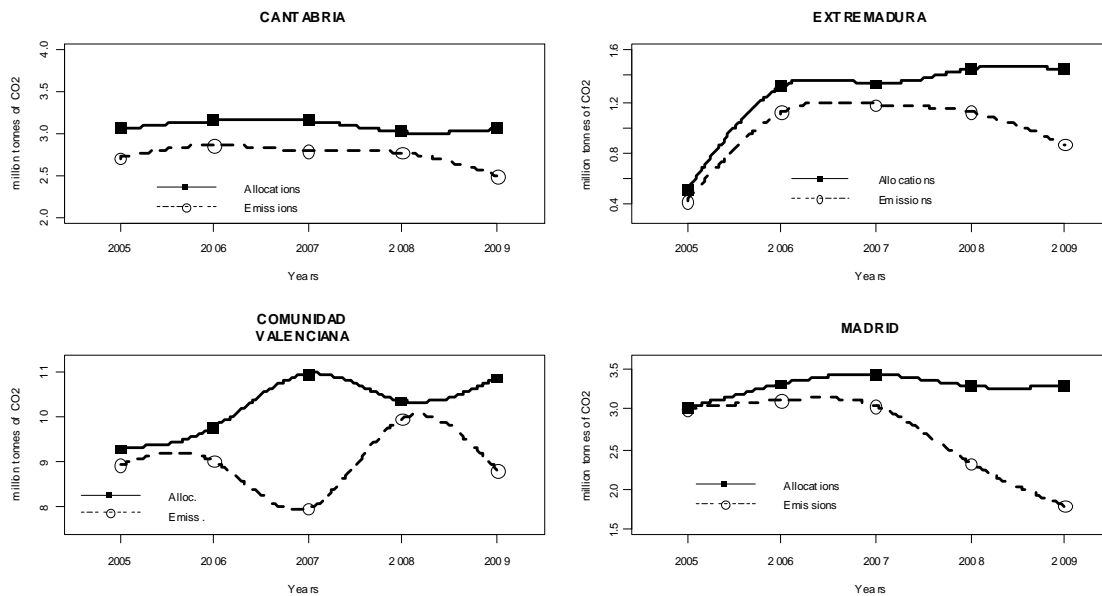 CANTABRIA
million tonnes of CO2
4.0
3.5
3.0
2.5
2.0
Allocations
Emissions
2005 2006 2007 2008 2009
Years
EXTREMADURA
million tonnes of CO2
1.6
1.2
0.8
0.4
Allocations
Emissions
2005 2006 2007 2008 2009
Years
COMUNIDAD
VALENCIANA
million tonnes of CO2
11
10
9
8
Alloc.
Emiss.
2005 2006 2007 2008 2009
Years
MADRID
million tonnes of CO2
3.5
3.0
2.5
2.0
1.5
Allocations
Emissions
2005 2006 2007 2008 2009
Years